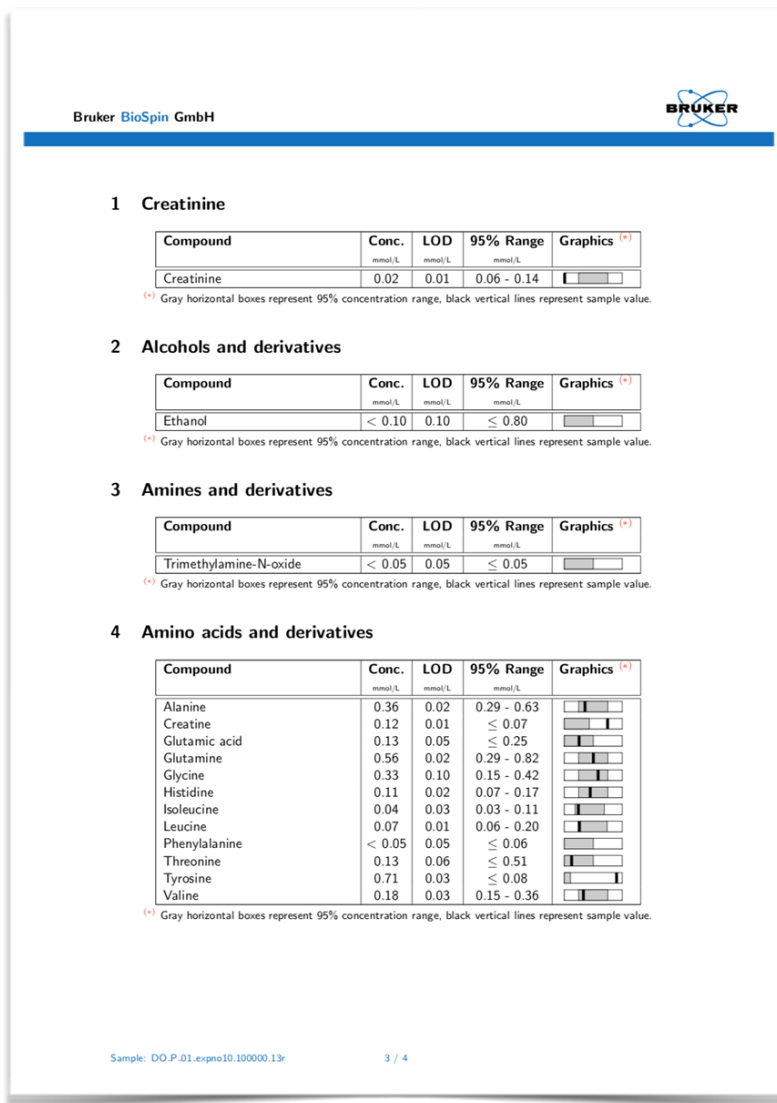 Bruker BioSpin GmbH
BRUKER
1 Creatinine
Compound Conc. LOD 95% Range Graphics (*)
mmol/L mmol/L mmol/L
Creatinine 0.02 0.01 0.06 - 0.14
(*) Gray horizontal boxes represent 95% concentration range, black vertical lines represent sample value.
2 Alcohols and derivatives
Compound Conc. LOD 95% Range Graphics (*)
mmol/L mmol/L mmol/L
Ethanol < 0.10 0.10 ≤ 0.80
(*) Gray horizontal boxes represent 95% concentration range, black vertical lines represent sample value.
3 Amines and derivatives
Compound Conc. LOD 95% Range Graphics (*)
mmol/L mmol/L mmol/L
Trimethylamine-N-oxide < 0.05 0.05 ≤ 0.05
(*) Gray horizontal boxes represent 95% concentration range, black vertical lines represent sample value.
4 Amino acids and derivatives
Compound Conc. LOD 95% Range Graphics (*)
mmol/L mmol/L mmol/L
Alanine 0.36 0.02 0.29 - 0.63
Creatine 0.12 0.01 ≤ 0.07
Glutamic acid 0.13 0.05 ≤ 0.25
Glutamine 0.56 0.02 0.29 - 0.82
Glycine 0.33 0.10 0.15 - 0.42
Histidine 0.11 0.02 0.07 - 0.17
Isoleucine 0.04 0.03 0.03 - 0.11
Leucine 0.07 0.01 0.06 - 0.20
Phenylalanine < 0.05 0.05 ≤ 0.06
Threonine 0.13 0.06 ≤ 0.51
Tyrosine 0.71 0.03 ≤ 0.08
Valine 0.18 0.03 0.15 - 0.36
(*) Gray horizontal boxes represent 95% concentration range, black vertical lines represent sample value.
Sample: DO.P.01.expno10.100000.13r 3 / 4